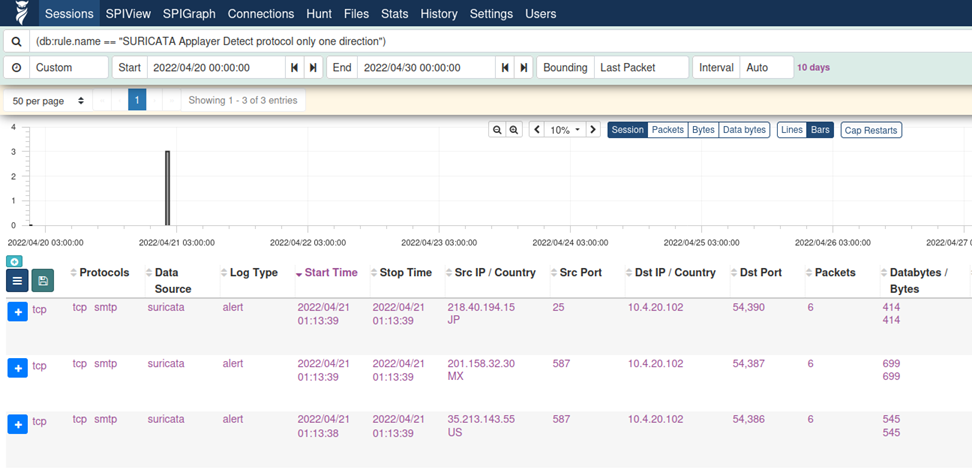 Sessions SPIView SPIGraph Connections Hunt Files Stats History Settings Users
(db:rule.name == "SURICATA Applayer Detect protocol only one direction")
Custom Start 2022/04/20 00:00:00 End 2022/04/30 00:00:00 Bounding Last Packet Interval Auto 10 days
50 per page 1 Showing 1 - 3 of 3 entries
10% Session Packets Bytes Data bytes Lines Bars Cap Restarts
4
3
2
1
0
2022/04/20 03:00:00 2022/04/21 03:00:00 2022/04/22 03:00:00 2022/04/23 03:00:00 2022/04/24 03:00:00 2022/04/25 03:00:00 2022/04/26 03:00:00 2022/04/27 0
Protocols Data Log Type Start Time Stop Time Src IP / Country Src Port Dst IP / Country Dst Port Packets Databytes /
Source Bytes
tcp tcp smtp suricata alert 2022/04/21 2022/04/21 218.40.194.15 25 10.4.20.102 54,390 6 414
01:13:39 01:13:39 JP 414
tcp tcp smtp suricata alert 2022/04/21 2022/04/21 201.158.32.30 587 10.4.20.102 54,387 6 699
01:13:39 01:13:39 MX 699
tcp tcp smtp suricata alert 2022/04/21 2022/04/21 35.213.143.55 587 10.4.20.102 54,386 6 545
01:13:38 01:13:39 US 545